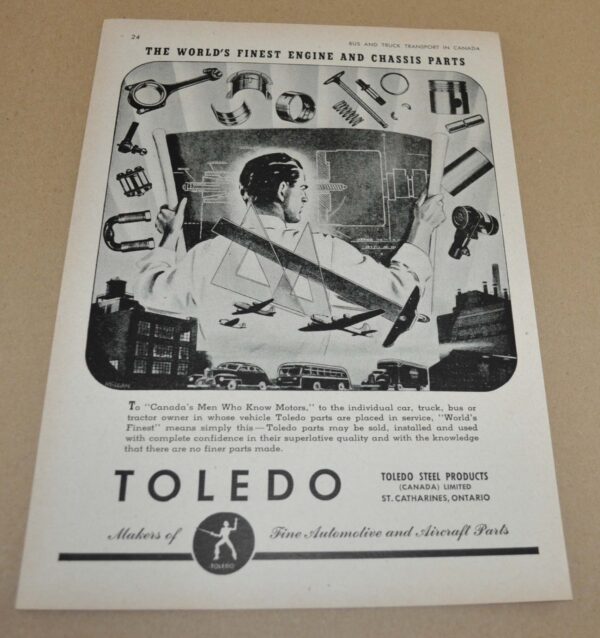 24
BUS AND TRUCK TRANSPORT IN CANADA
THE WORLD'S FINEST ENGINE AND CHASSIS PARTS
To "Canada's Men Who Know Motors," to the individual car, truck, bus or
tractor owner in whose vehicle Toledo parts are placed in service, "World's
Finest" means simply this—Toledo parts may be sold, installed and used
with complete confidence in their superlative quality and with the knowledge
that there are no finer parts made.
TOLEDO
TOLEDO STEEL PRODUCTS
(CANADA) LIMITED
ST. CATHARINES, ONTARIO
Makers of
Fine Automotive and Aircraft Parts
TOLEDO